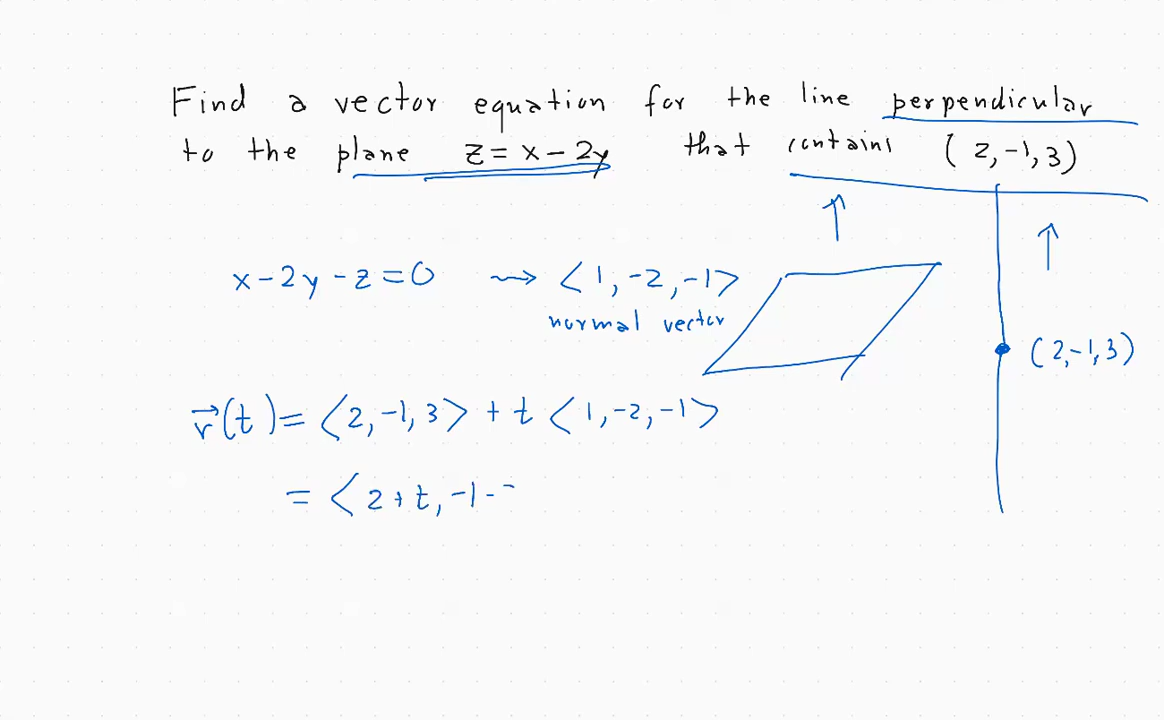 Find a vector equation for the line perpendicular
to the plane z = x - 2y that contains (2, -1, 3)
x - 2y - z = 0 ⇝ <1, -2, -1>
normal vector
(2, -1, 3)
r⃗(t) = <2, -1, 3> + t <1, -2, -1>
= <2 + t, -1 -